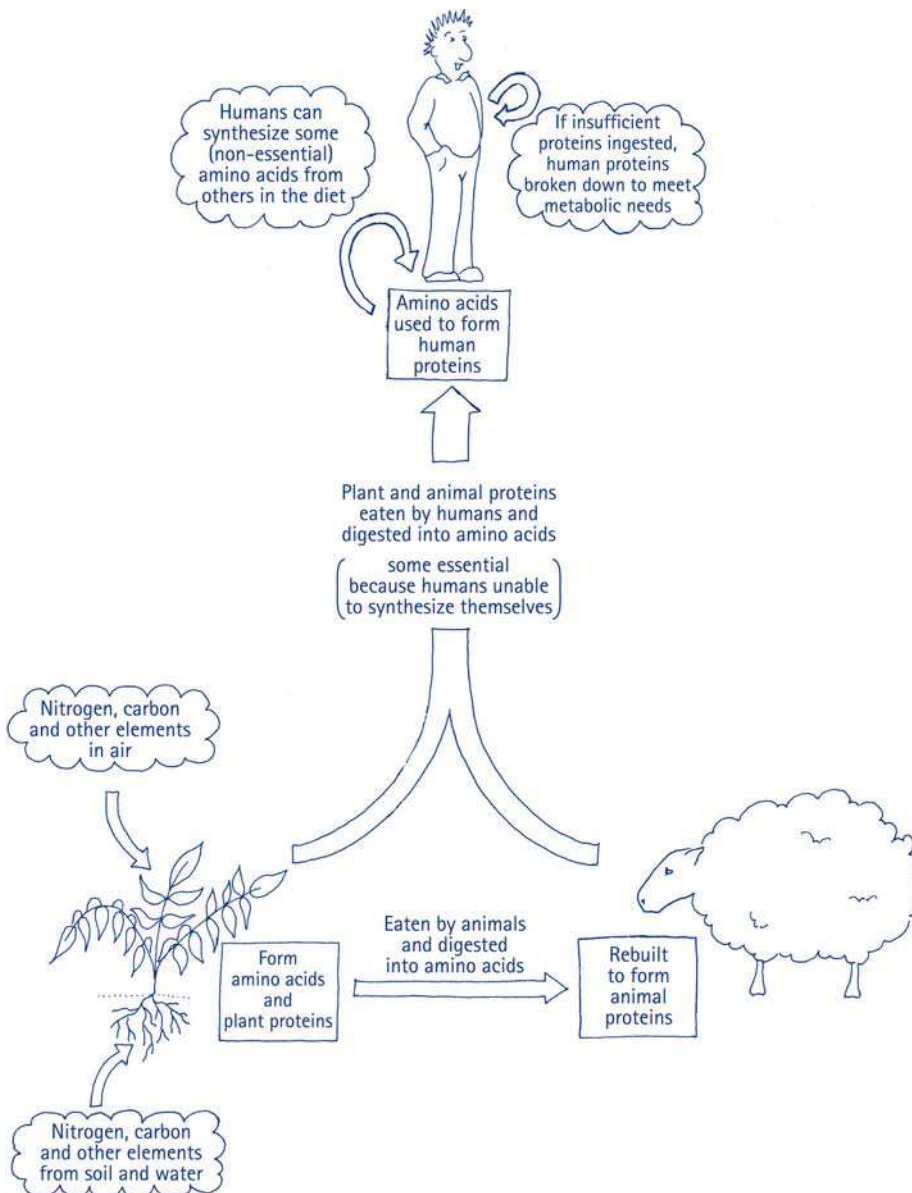 Humans can
synthesize some
(non-essential)
amino acids from
others in the diet
If insufficient
proteins ingested,
human proteins
broken down to meet
metabolic needs
Amino acids
used to form
human
proteins
Plant and animal proteins
eaten by humans and
digested into amino acids
(some essential
because humans unable
to synthesize themselves)
Nitrogen, carbon
and other elements
in air
Eaten by animals
and digested
into amino acids
Form
amino acids
and
plant proteins
Rebuilt
to form
animal
proteins
Nitrogen, carbon
and other elements
from soil and water